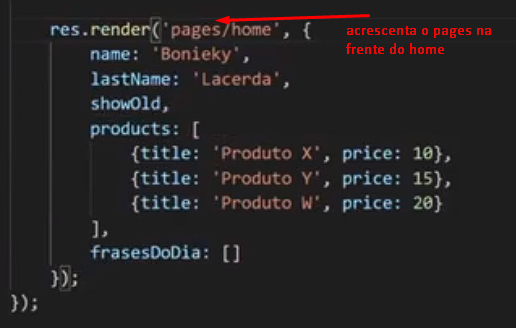 res.render('pages/home', {
acrescenta o pages na
frente do home
name: 'Bonieky',
lastName: 'Lacerda',
showOld,
products: [
{title: 'Produto X', price: 10},
{title: 'Produto Y', price: 15},
{title: 'Produto W', price: 20}
],
frasesDoDia: []
});
});